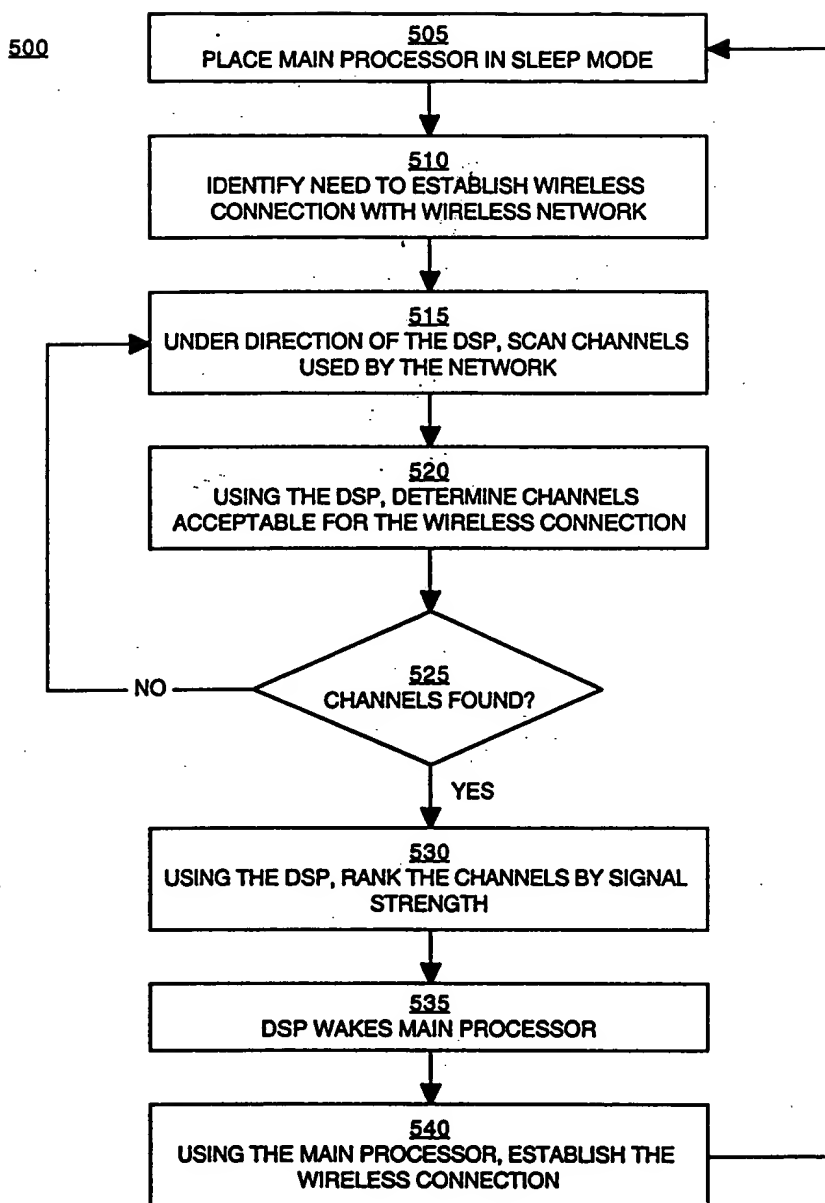 500
505
PLACE MAIN PROCESSOR IN SLEEP MODE
510
IDENTIFY NEED TO ESTABLISH WIRELESS
CONNECTION WITH WIRELESS NETWORK
515
UNDER DIRECTION OF THE DSP, SCAN CHANNELS
USED BY THE NETWORK
520
USING THE DSP, DETERMINE CHANNELS
ACCEPTABLE FOR THE WIRELESS CONNECTION
525
CHANNELS FOUND?
NO
YES
530
USING THE DSP, RANK THE CHANNELS BY SIGNAL
STRENGTH
535
DSP WAKES MAIN PROCESSOR
540
USING THE MAIN PROCESSOR, ESTABLISH THE
WIRELESS CONNECTION